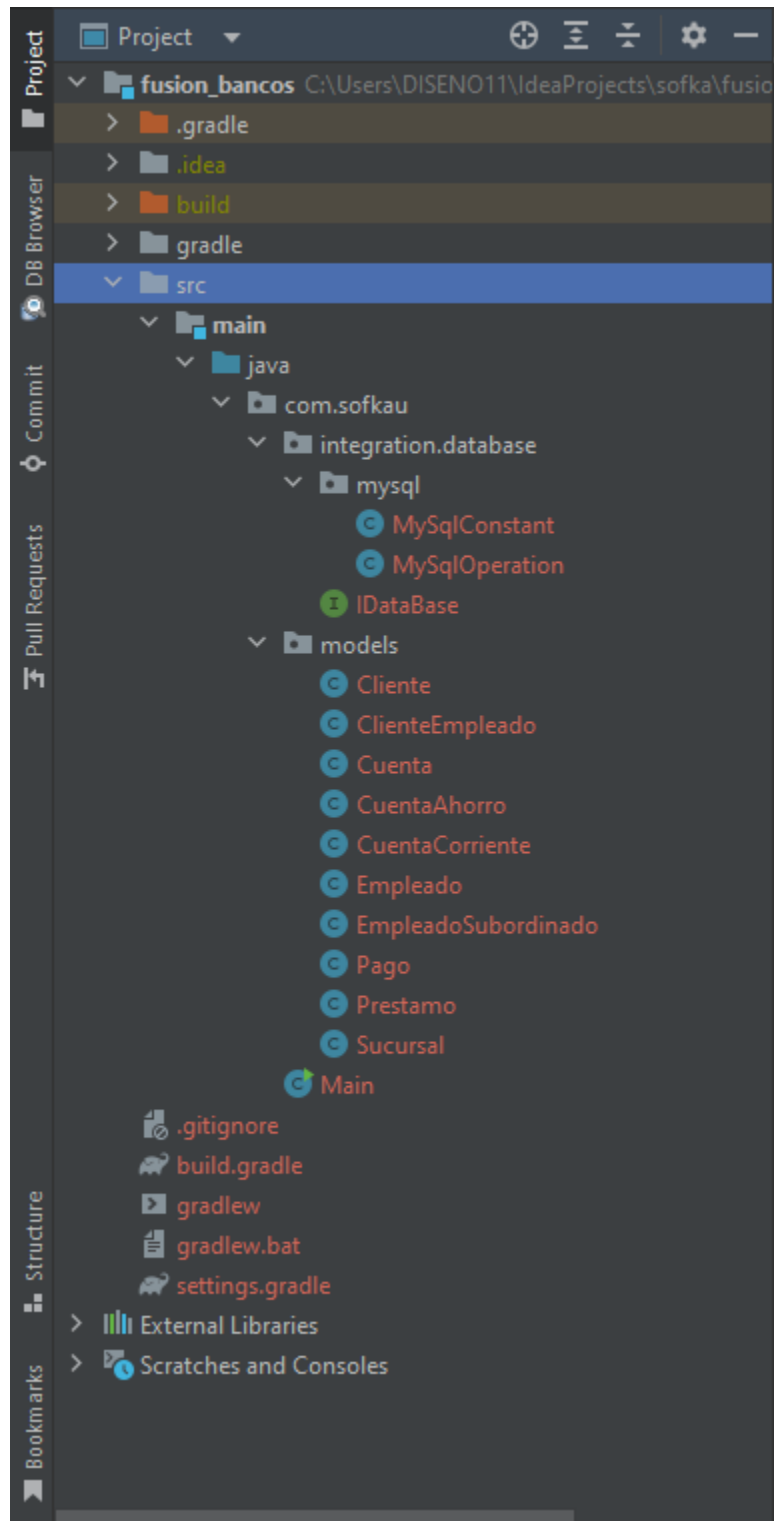 Project
fusion_bancos C:\Users\DISENO11\IdeaProjects\sofka\fusio
.gradle
.idea
build
gradle
src
main
java
com.sofkau
integration.database
mysql
MySqlConstant
MySqlOperation
IDataBase
models
Cliente
ClienteEmpleado
Cuenta
CuentaAhorro
CuentaCorriente
Empleado
EmpleadoSubordinado
Pago
Prestamo
Sucursal
Main
.gitignore
build.gradle
gradlew
gradlew.bat
settings.gradle
External Libraries
Scratches and Consoles
Project
DB Browser
Commit
Pull Requests
Structure
Bookmarks